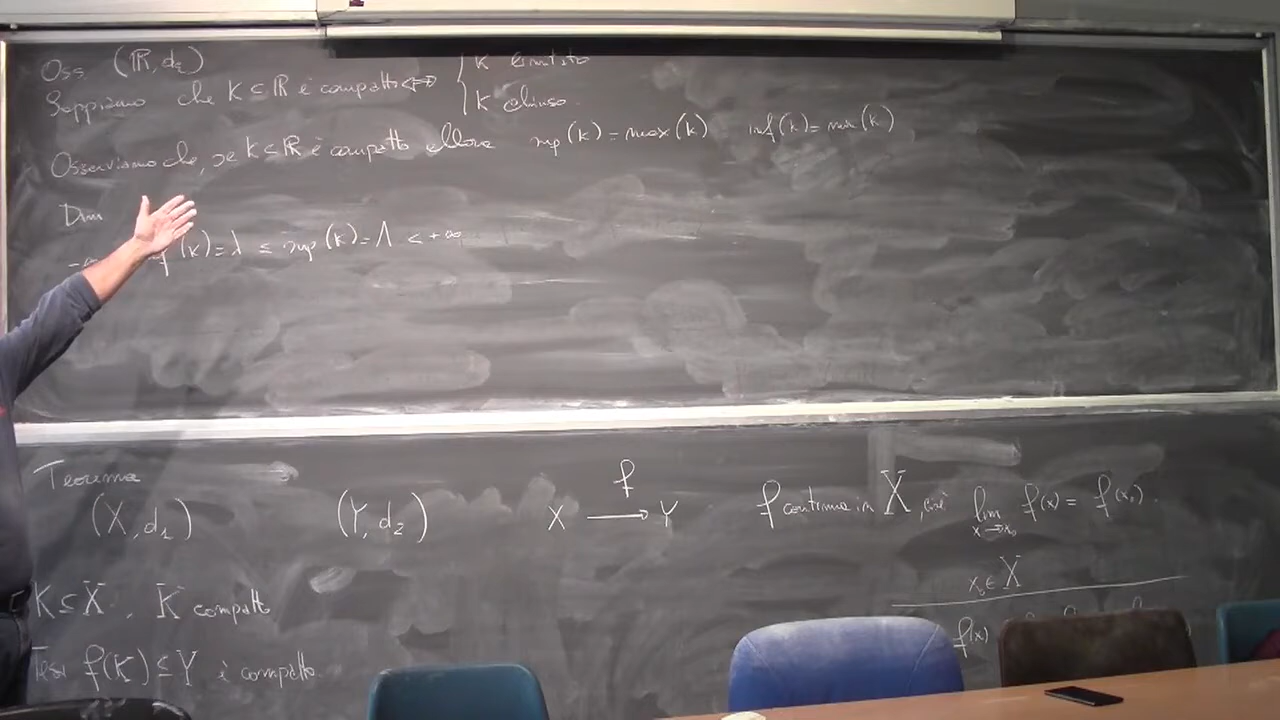 Oss. (ℝ, d₂)
Sappiamo che K ⊆ ℝ è compatto ⟺ { K limitato
K chiuso.
Osserviamo che, se K ⊆ ℝ è compatto allora sup(K) = max(K) inf(K) = min(K)
Dim
(K) = λ ≤ sup(K) = Λ < +∞
Teorema
(X, d₁) (Y, d₂) X ⟶ Y f
f continua in X, cioè lim f(x) = f(x₀).
x → x₀
x₀ ∈ X
K ⊆ X, K compatto
f(x)
Tesi f(K) ⊆ Y è compatto.